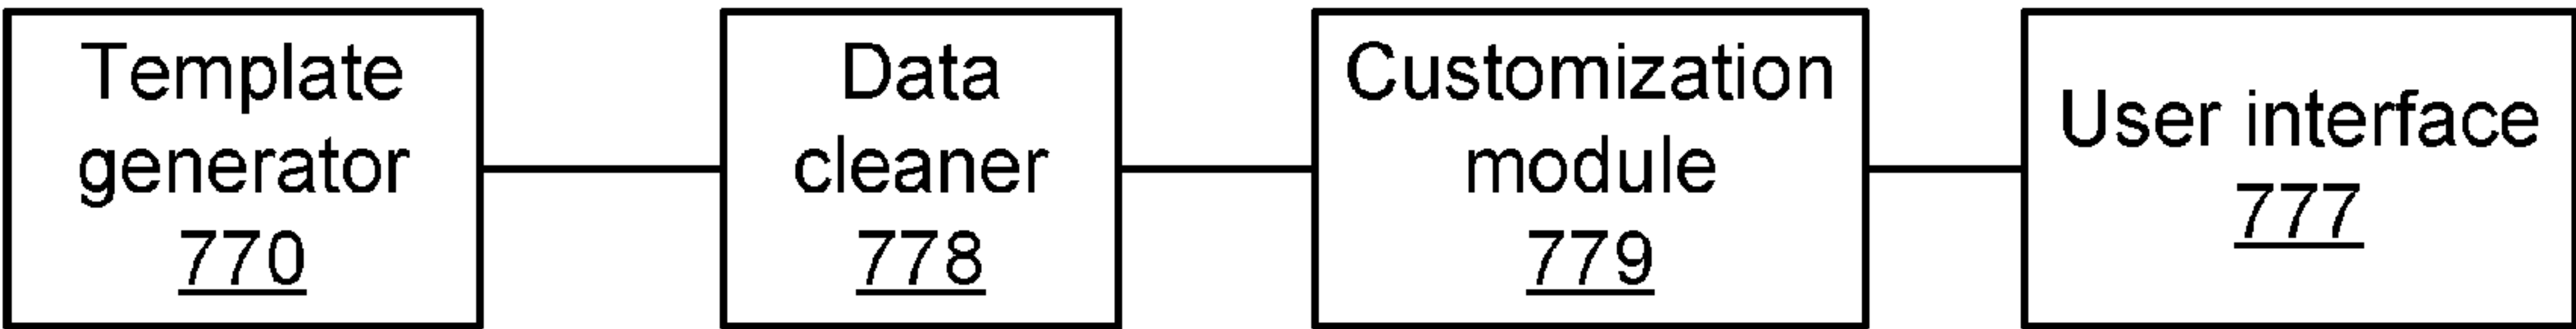 Template
generator
770
Data
cleaner
778
Customization
module
779
User interface
777